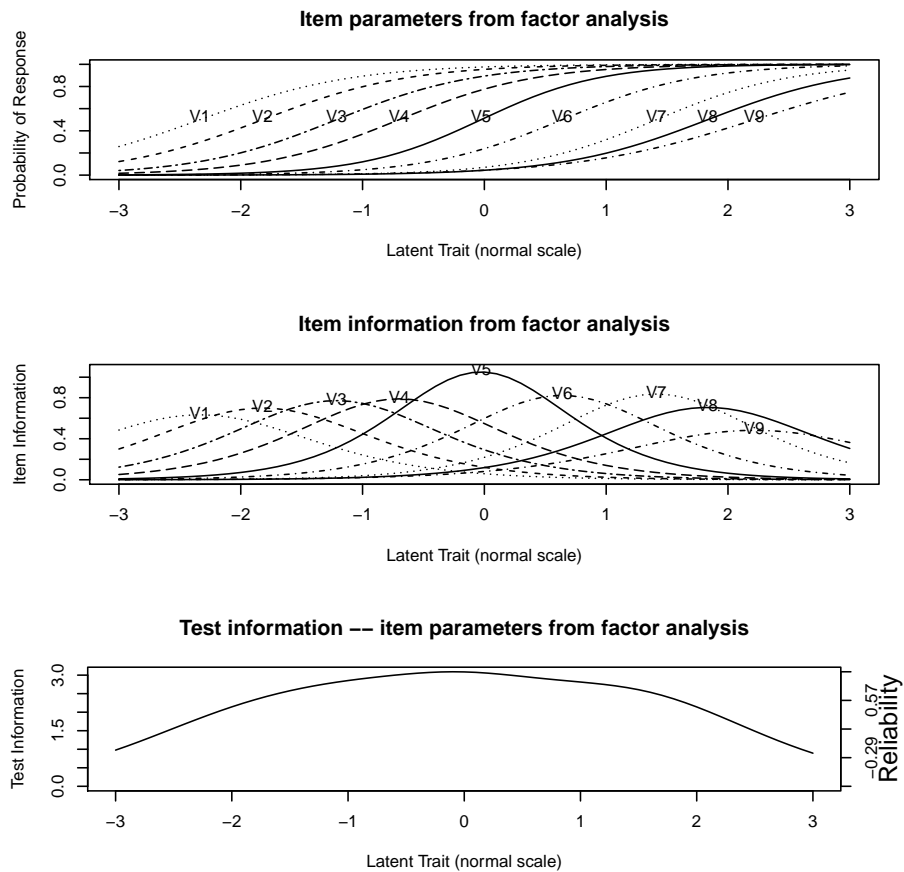 Item parameters from factor analysis
Probability of Response
0.0 0.4 0.8
V1 V2 V3 V4 V5 V6 V7 V8 V9
−3 −2 −1 0 1 2 3
Latent Trait (normal scale)
Item information from factor analysis
Item Information
0.0 0.4 0.8
V1 V2 V3 V4 V5 V6 V7 V8 V9
−3 −2 −1 0 1 2 3
Latent Trait (normal scale)
Test information −− item parameters from factor analysis
Test Information
0.0 1.5 3.0
−0.29 0.57
Reliability
−3 −2 −1 0 1 2 3
Latent Trait (normal scale)